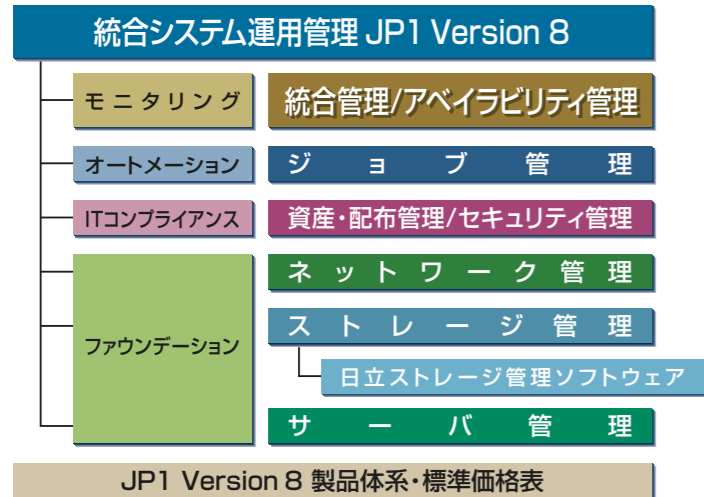 統合システム運用管理 JP1 Version 8
モニタリング
統合管理/アベイラビリティ管理
オートメーション
ジョブ管理
ITコンプライアンス
資産・配布管理/セキュリティ管理
ファウンデーション
ネットワーク管理
ストレージ管理
日立ストレージ管理ソフトウェア
サーバ管理
JP1 Version 8 製品体系・標準価格表